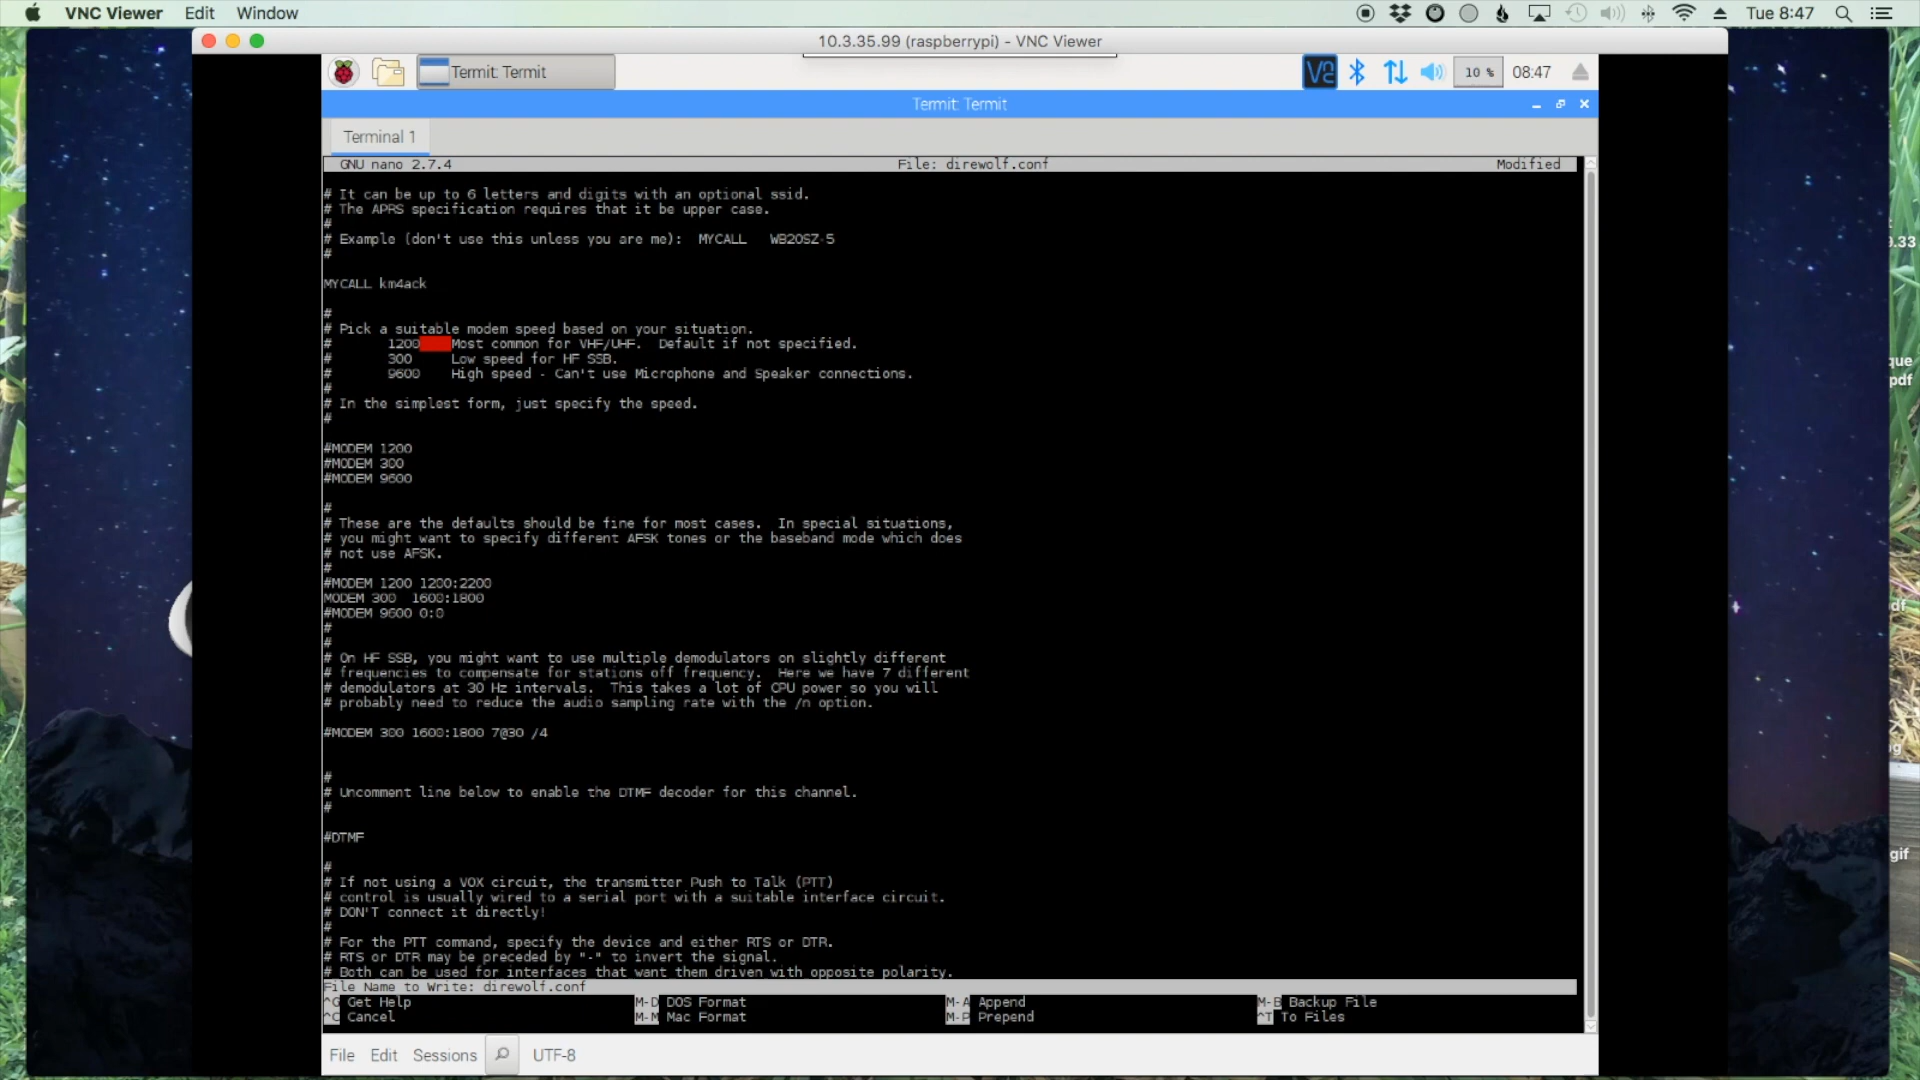 VNC Viewer Edit Window Tue 8:47
10.3.35.99 (raspberrypi) - VNC Viewer
Termit: Termit 10 % 08:47
Termit: Termit
Terminal 1
GNU nano 2.7.4 File: direwolf.conf Modified
# It can be up to 6 letters and digits with an optional ssid.
# The APRS specification requires that it be upper case.
#
# Example (don't use this unless you are me):  MYCALL   WB2OSZ-5
#
MYCALL km4ack
#
# Pick a suitable modem speed based on your situation.
#       1200    Most common for VHF/UHF.  Default if not specified.
#       300     Low speed for HF SSB.
#       9600    High speed - Can't use Microphone and Speaker connections.
#
# In the simplest form, just specify the speed.
#
#MODEM 1200
#MODEM 300
#MODEM 9600
#
# These are the defaults should be fine for most cases.  In special situations,
# you might want to specify different AFSK tones or the baseband mode which does
# not use AFSK.
#
#MODEM 1200 1200:2200
MODEM 300  1600:1800
#MODEM 9600 0:0
#
#
# On HF SSB, you might want to use multiple demodulators on slightly different
# frequencies to compensate for stations off frequency.  Here we have 7 different
# demodulators at 30 Hz intervals.  This takes a lot of CPU power so you will
# probably need to reduce the audio sampling rate with the /n option.
#MODEM 300 1600:1800 7@30 /4
#
# Uncomment line below to enable the DTMF decoder for this channel.
#
#DTMF
#
# If not using a VOX circuit, the transmitter Push to Talk (PTT)
# control is usually wired to a serial port with a suitable interface circuit.
# DON'T connect it directly!
#
# For the PTT command, specify the device and either RTS or DTR.
# RTS or DTR may be preceded by "-" to invert the signal.
# Both can be used for interfaces that want them driven with opposite polarity.
File Name to Write: direwolf.conf
^G Get Help M-D DOS Format M-A Append M-B Backup File
^C Cancel M-M Mac Format M-P Prepend ^T To Files
File Edit Sessions UTF-8
9.33
que
pdf
df
ng
gif